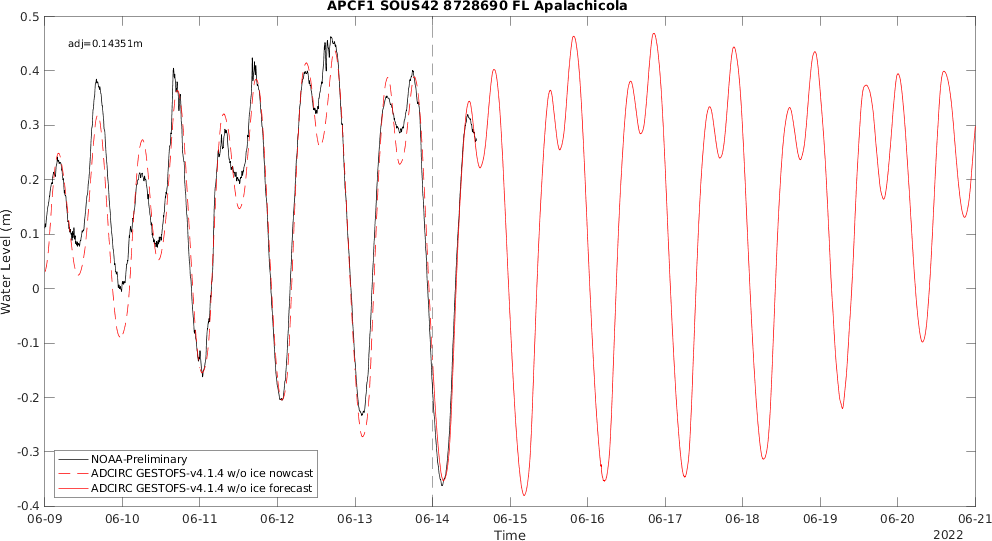 APCF1 SOUS42 8728690 FL Apalachicola
adj=0.14351m
0.5
0.4
0.3
0.2
0.1
0
-0.1
-0.2
-0.3
-0.4
Water Level (m)
NOAA-Preliminary
ADCIRC GESTOFS-v4.1.4 w/o ice nowcast
ADCIRC GESTOFS-v4.1.4 w/o ice forecast
06-09 06-10 06-11 06-12 06-13 06-14 06-15 06-16 06-17 06-18 06-19 06-20 06-21
Time
2022